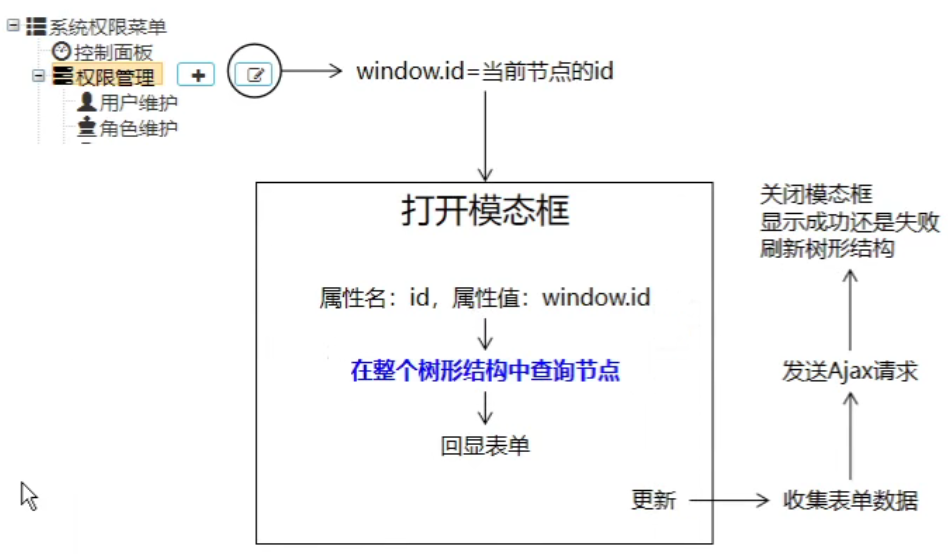 系统权限菜单
控制面板
权限管理
用户维护
角色维护
window.id=当前节点的id
打开模态框
属性名：id，属性值：window.id
在整个树形结构中查询节点
回显表单
更新
收集表单数据
发送Ajax请求
关闭模态框
显示成功还是失败
刷新树形结构